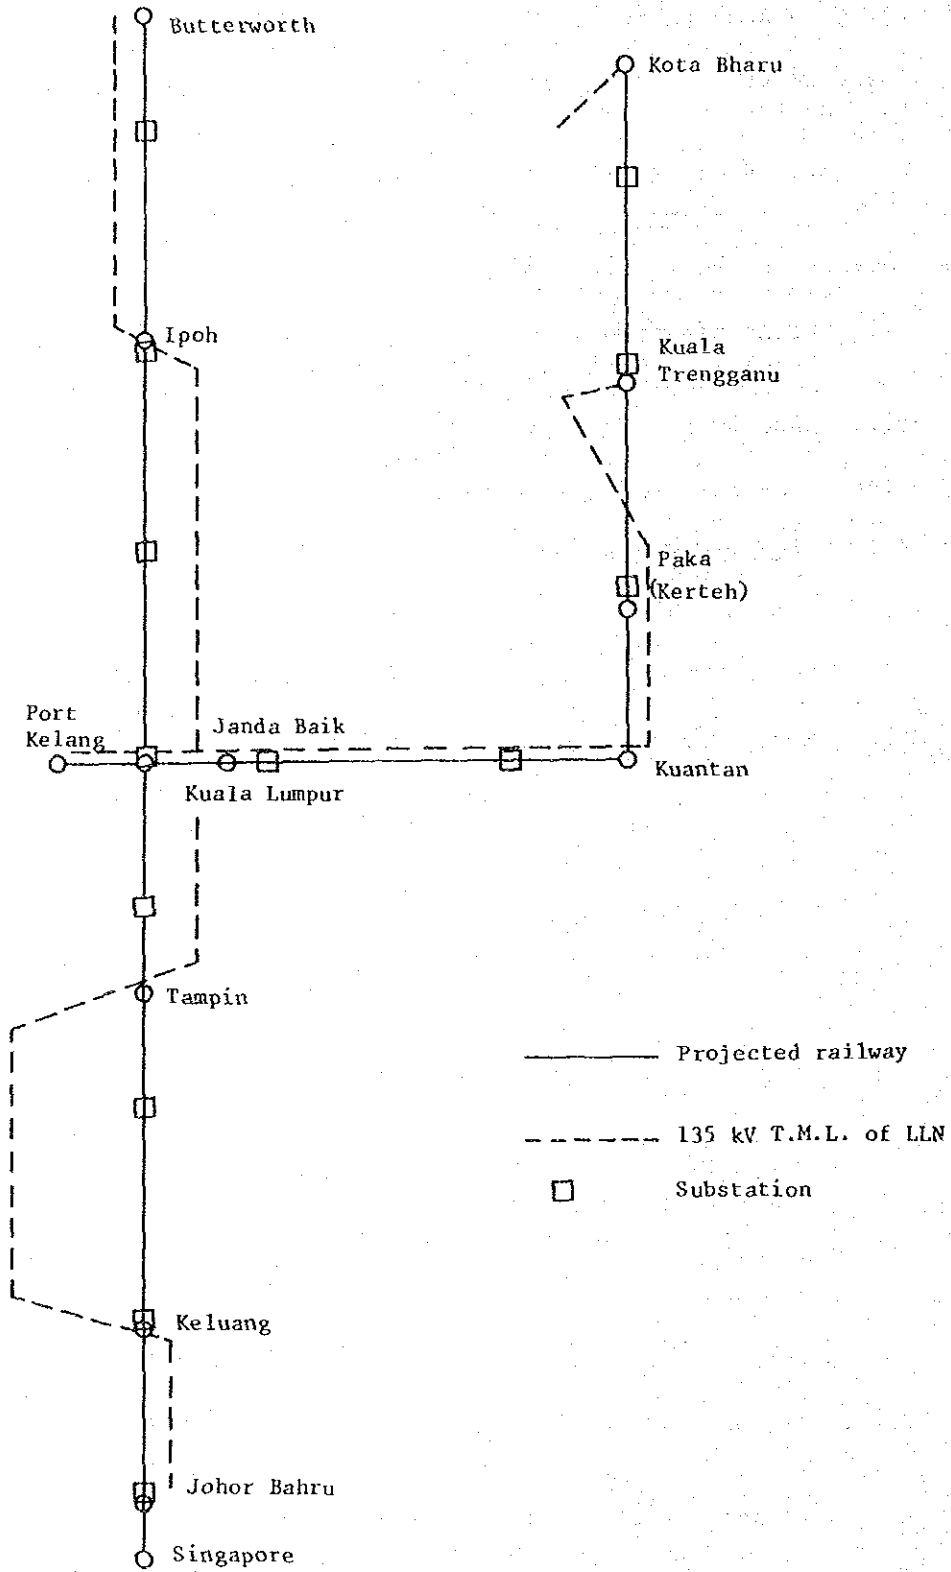 Butterworth
Kota Bharu
Ipoh
Kuala
Trengganu
Paka
(Kerteh)
Port
Kelang
Janda Baik
Kuantan
Kuala Lumpur
Tampin
Projected railway
135 kV T.M.L. of LLN
Substation
Keluang
Johor Bahru
Singapore